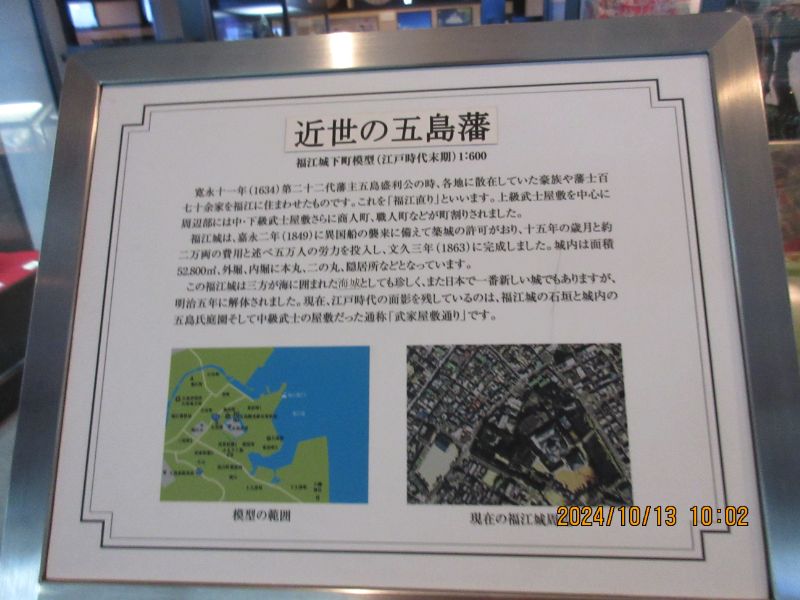 近世の五島藩
福江城下町模型(江戸時代末期)1:600
寛永十一年(1634)第二十二代藩主五島盛利公の時、各地に散在していた豪族や藩士百
七十余家を福江に住まわせたものです。これを「福江直り」といいます。上級武士屋敷を中心に
周辺部には中・下級武士屋敷さらに商人町、職人町などが町割りされました。
福江城は、嘉永二年(1849)に異国船の襲来に備えて築城の許可がおり、十五年の歳月と約
二万両の費用と述べ五万人の労力を投入し、文久三年(1863)に完成しました。城内は面積
52,800㎡、外堀、内堀に本丸、二の丸、隠居所などとなっています。
この福江城は三方が海に囲まれた海城としても珍しく、また日本で一番新しい城でもありますが、
明治五年に解体されました。現在、江戸時代の面影を残しているのは、福江城の石垣と城内の
五島氏庭園そして中級武士の屋敷だった通称「武家屋敷通り」です。
模型の範囲
現在の福江城周
2024/10/13 10:02